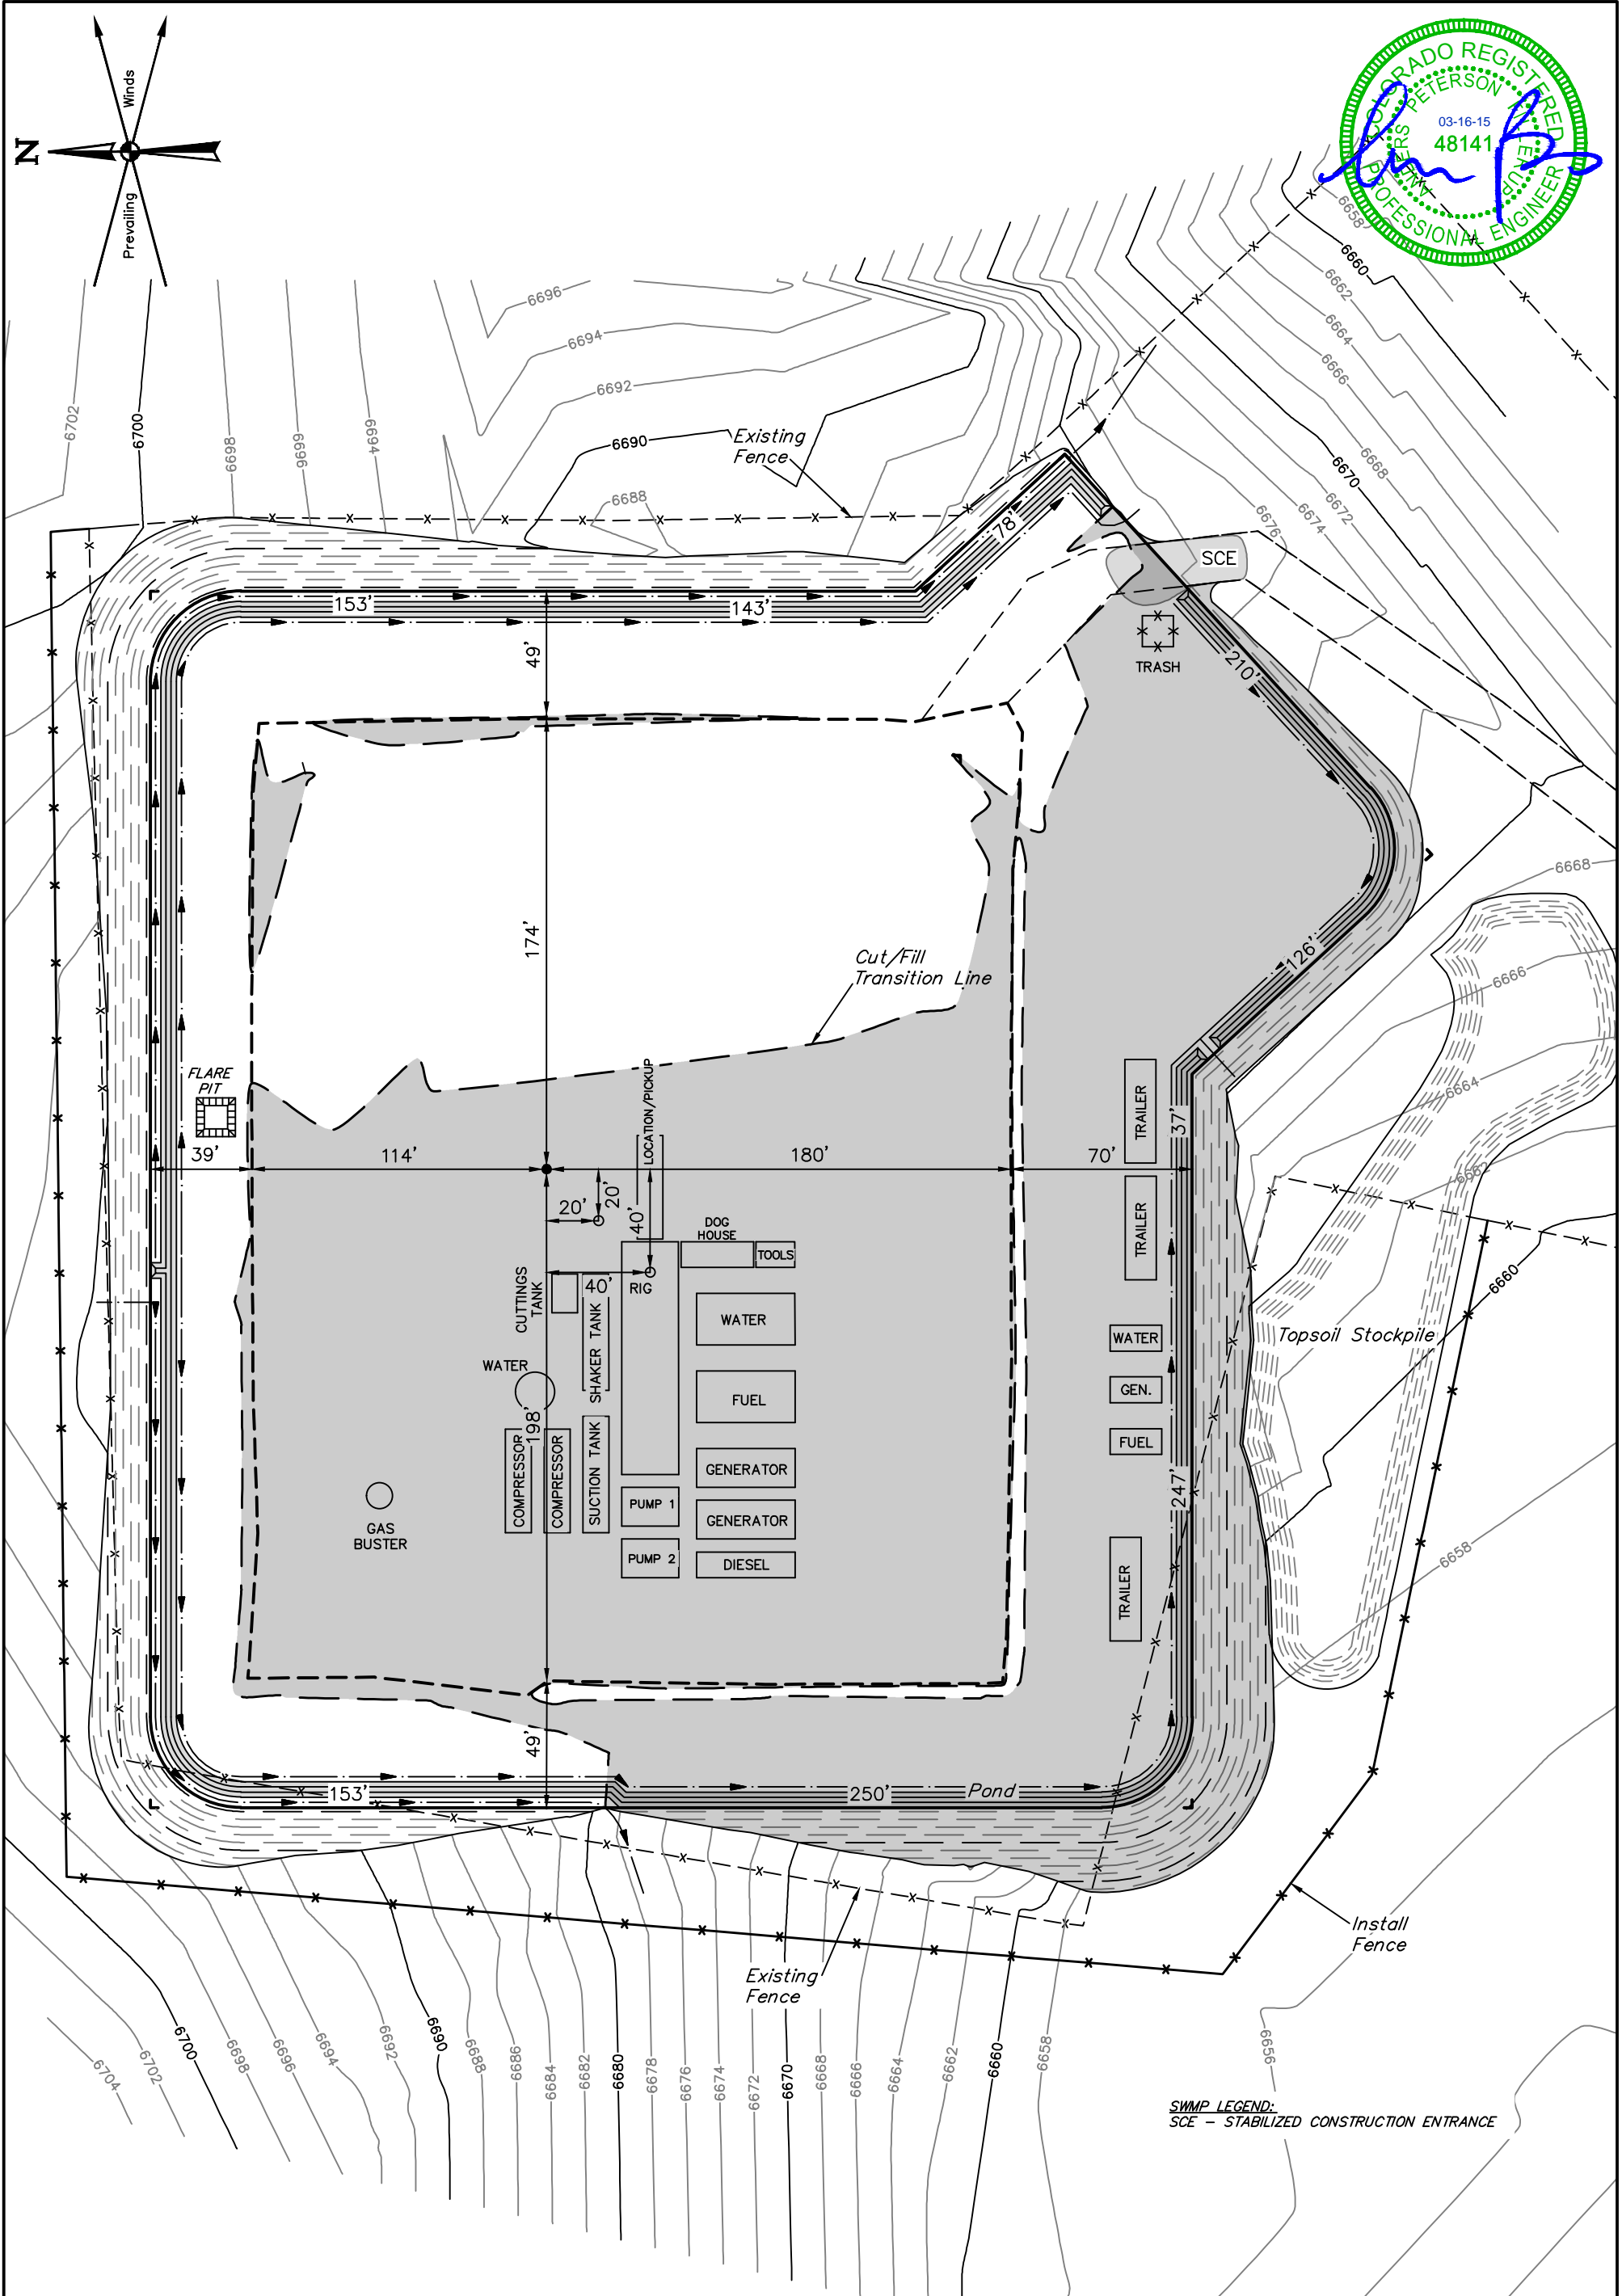 N
Winds
Prevailing
COLORADO REGISTERED
PROFESSIONAL ENGINEER
ANDERS PETERSON
03-16-15
48141
6658
6660
6662
6664
6666
6668
6670
6672
6674
6676
6702
6700
6698
6696
6694
6696
6694
6692
6690
6688
Existing
Fence
78'
SCE
153'
143'
49'
TRASH
210'
174'
Cut/Fill
Transition Line
126'
6668
6666
6664
6662
6660
6658
FLARE
PIT
39'
114'
LOCATION/PICKUP
180'
70'
37'
TRAILER
TRAILER
20'
20'
40'
40'
DOG
HOUSE
TOOLS
RIG
CUTTINGS
TANK
SHAKER TANK
WATER
WATER
198'
FUEL
COMPRESSOR
COMPRESSOR
SUCTION TANK
GENERATOR
PUMP 1
GENERATOR
PUMP 2
DIESEL
GAS
BUSTER
WATER
GEN.
FUEL
247'
TRAILER
Topsoil Stockpile
49'
153'
250'
Pond
Install
Fence
Existing
Fence
6704
6702
6700
6698
6696
6694
6692
6690
6688
6686
6684
6682
6680
6678
6676
6674
6672
6670
6668
6666
6664
6662
6660
6658
6656
SWMP LEGEND:
SCE – STABILIZED CONSTRUCTION ENTRANCE